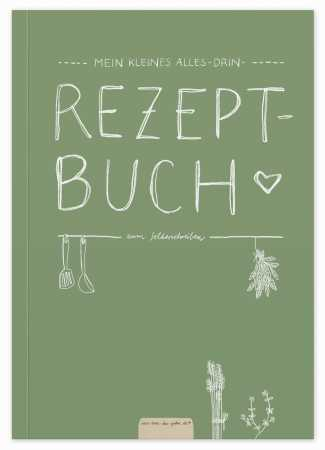 MEIN KLEINES ALLES-DRIN-
REZEPT-
BUCH
zum Selberschreiben